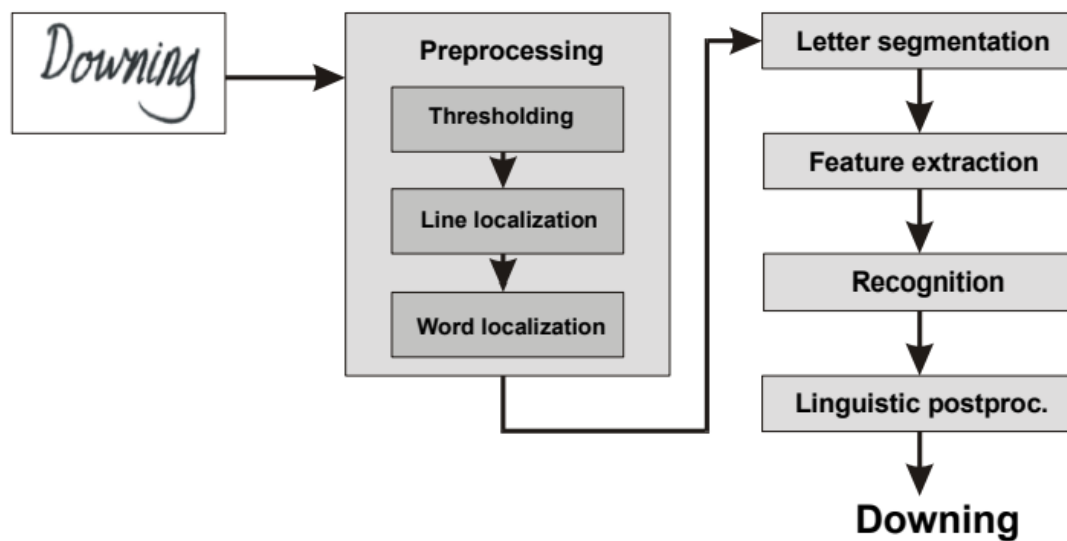 Downing
Preprocessing
Thresholding
Line localization
Word localization
Letter segmentation
Feature extraction
Recognition
Linguistic postproc.
Downing